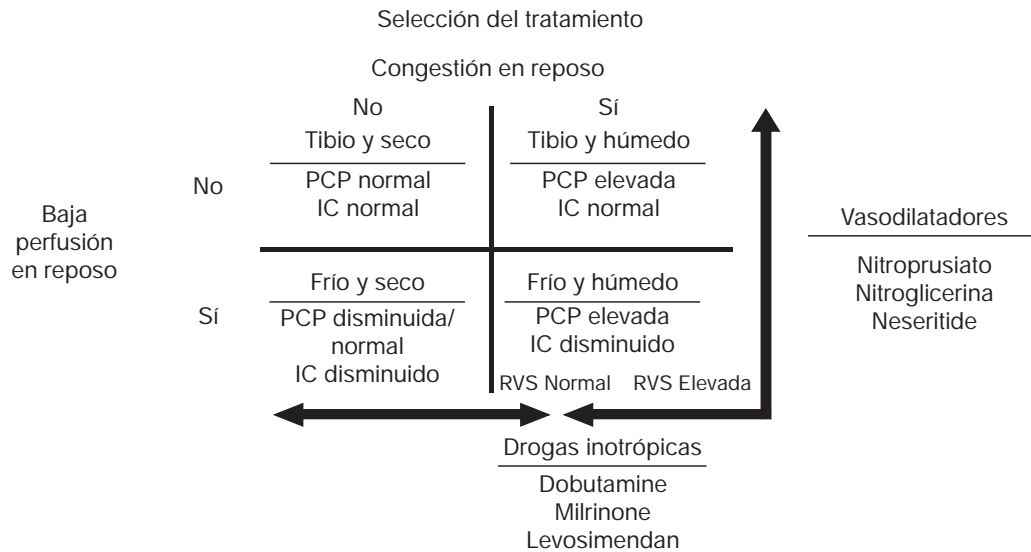 Selección del tratamiento
Congestión en reposo
No
Sí
Tibio y seco
Tibio y húmedo
No
PCP normal
IC normal
PCP elevada
IC normal
Baja
perfusión
en reposo
Vasodilatadores
Nitroprusiato
Nitroglicerina
Neseritide
Sí
Frío y seco
PCP disminuida/
normal
IC disminuido
Frío y húmedo
PCP elevada
IC disminuido
RVS Normal
RVS Elevada
Drogas inotrópicas
Dobutamine
Milrinone
Levosimendan